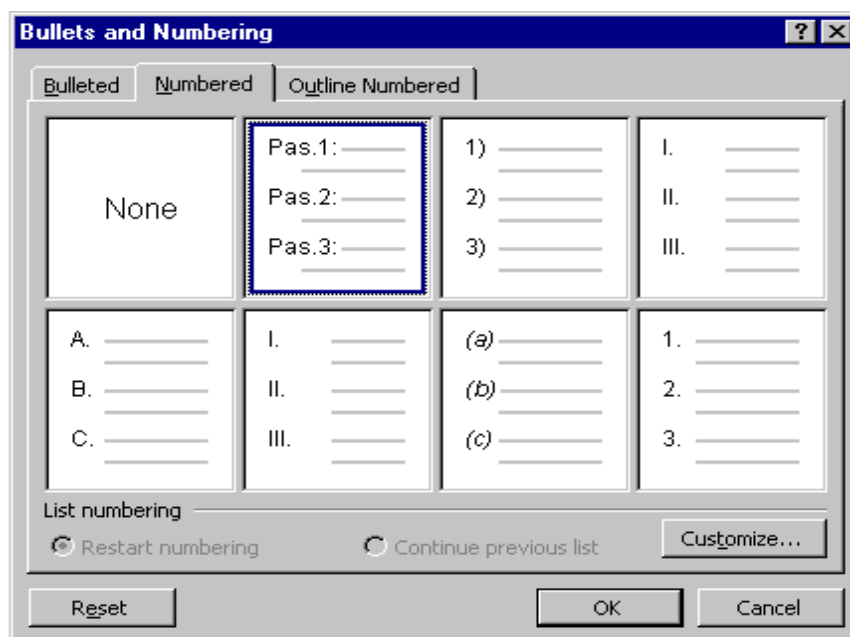 Bullets and Numbering
Bulleted Numbered Outline Numbered
None
Pas.1:
Pas.2:
Pas.3:
1)
2)
3)
I.
II.
III.
A.
B.
C.
I.
II.
III.
(a)
(b)
(c)
1.
2.
3.
List numbering
Restart numbering Continue previous list Customize...
Reset OK Cancel